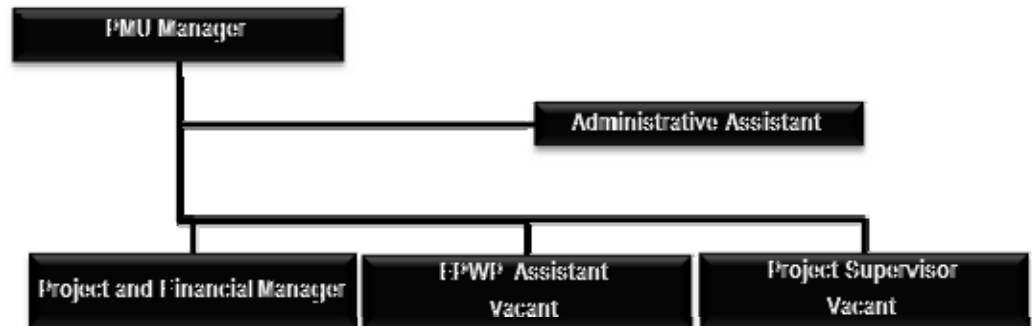 PMU Manager
Administrative Assistant
Project and Financial Manager
EPWP Assistant
Vacant
Project Supervisor
Vacant